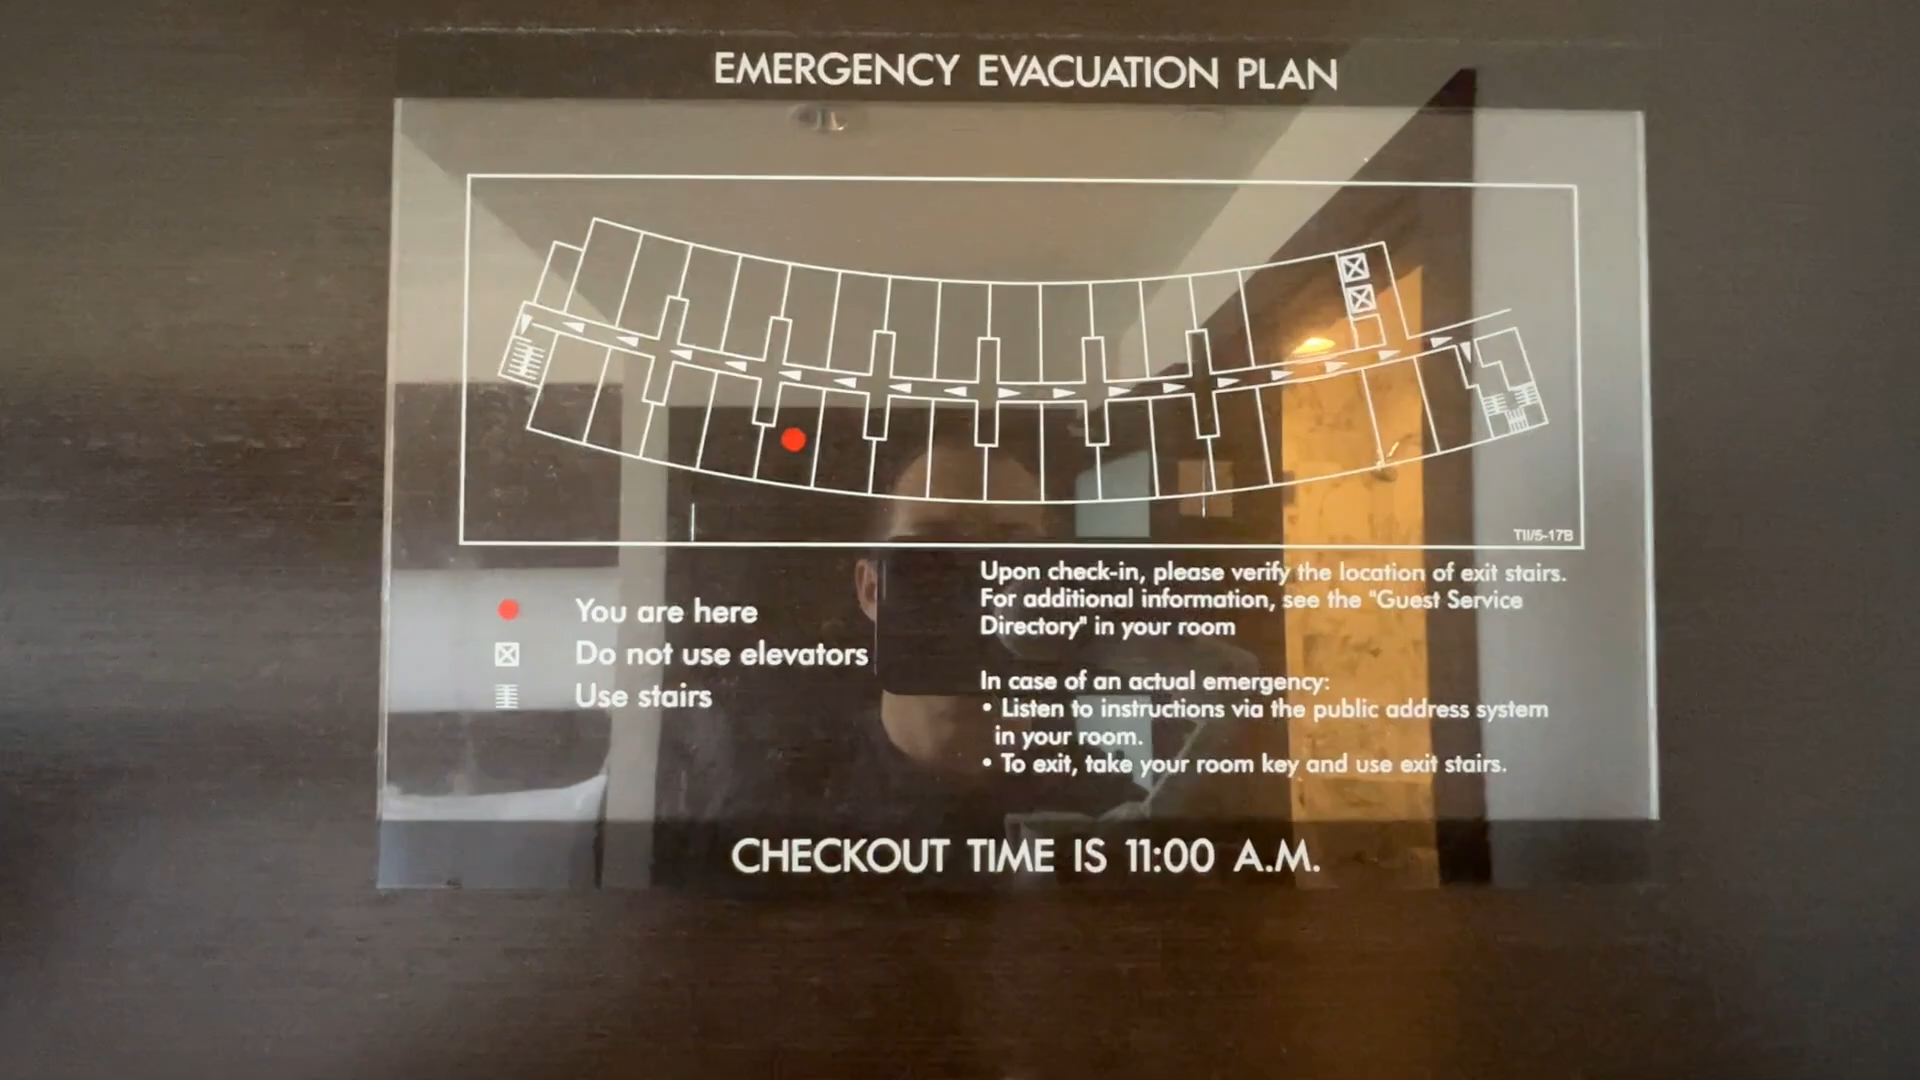 EMERGENCY EVACUATION PLAN
TII/5-17B
You are here
Do not use elevators
Use stairs
Upon check-in, please verify the location of exit stairs.
For additional information, see the "Guest Service
Directory" in your room
In case of an actual emergency:
• Listen to instructions via the public address system
in your room.
• To exit, take your room key and use exit stairs.
CHECKOUT TIME IS 11:00 A.M.